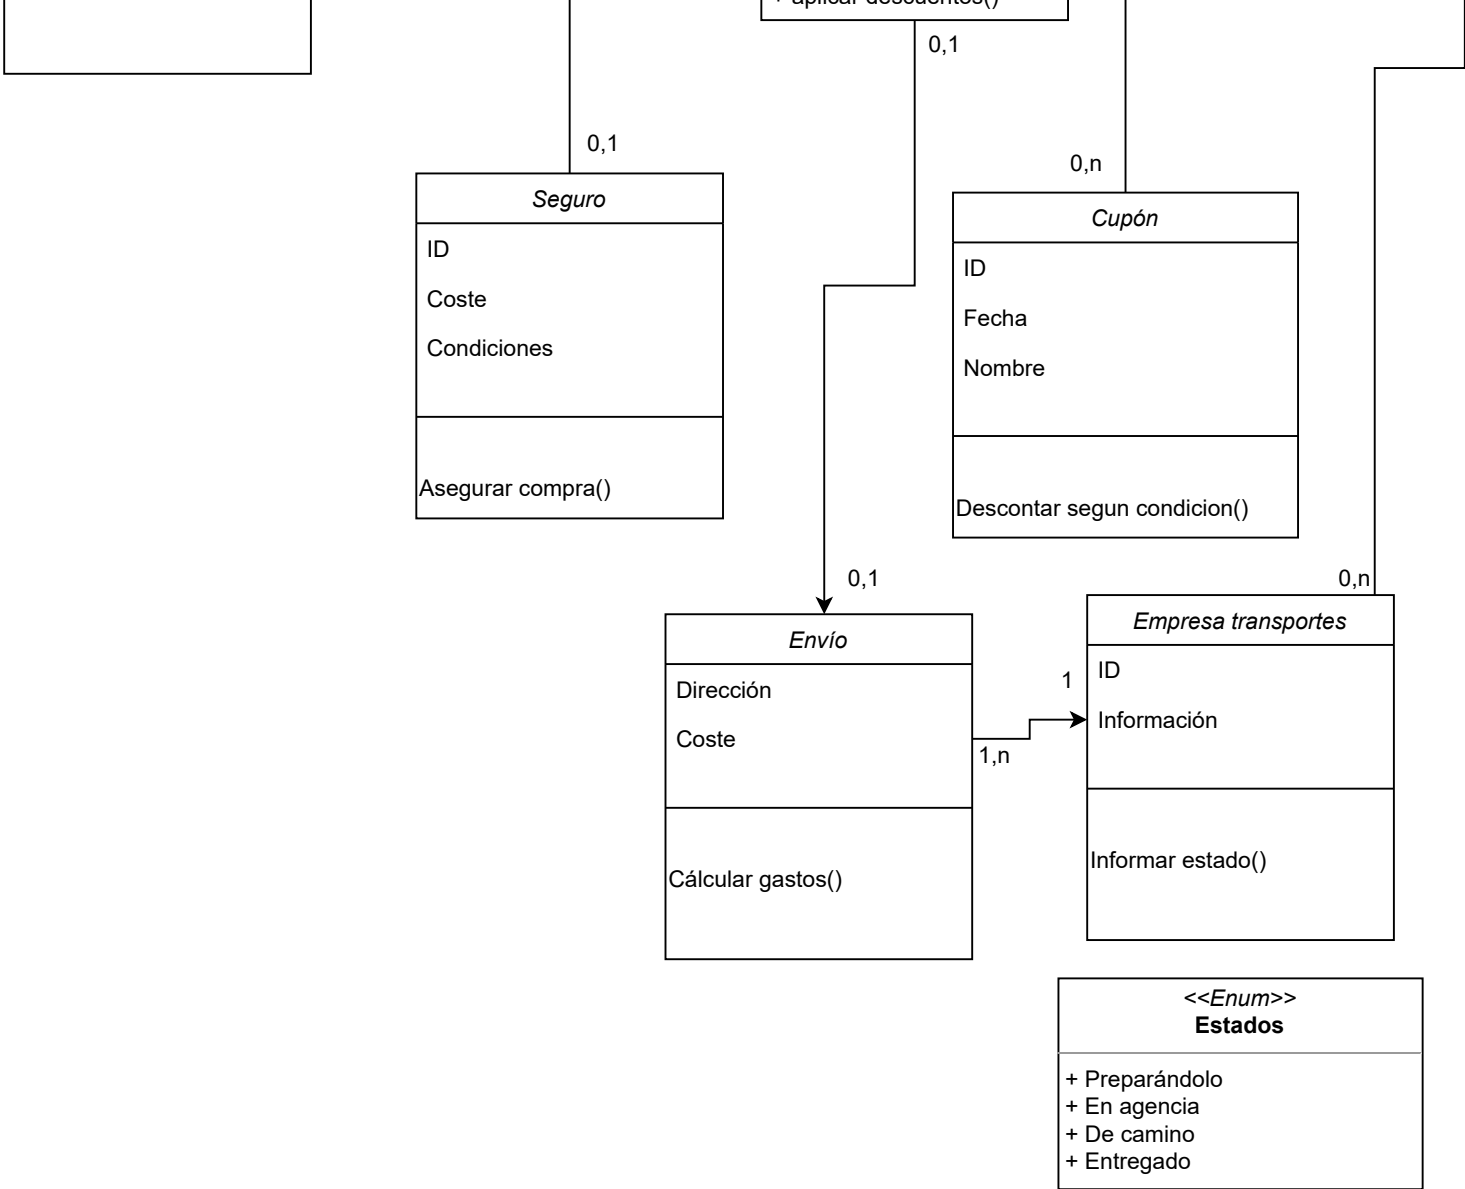 + aplicar descuentos()
0,1
0,1
0,n
Seguro
ID
Coste
Condiciones
Asegurar compra()
Cupón
ID
Fecha
Nombre
Descontar segun condicion()
0,1
0,n
Envío
Dirección
Coste
Cálcular gastos()
1
1,n
Empresa transportes
ID
Información
Informar estado()
<<Enum>>
Estados
+ Preparándolo
+ En agencia
+ De camino
+ Entregado